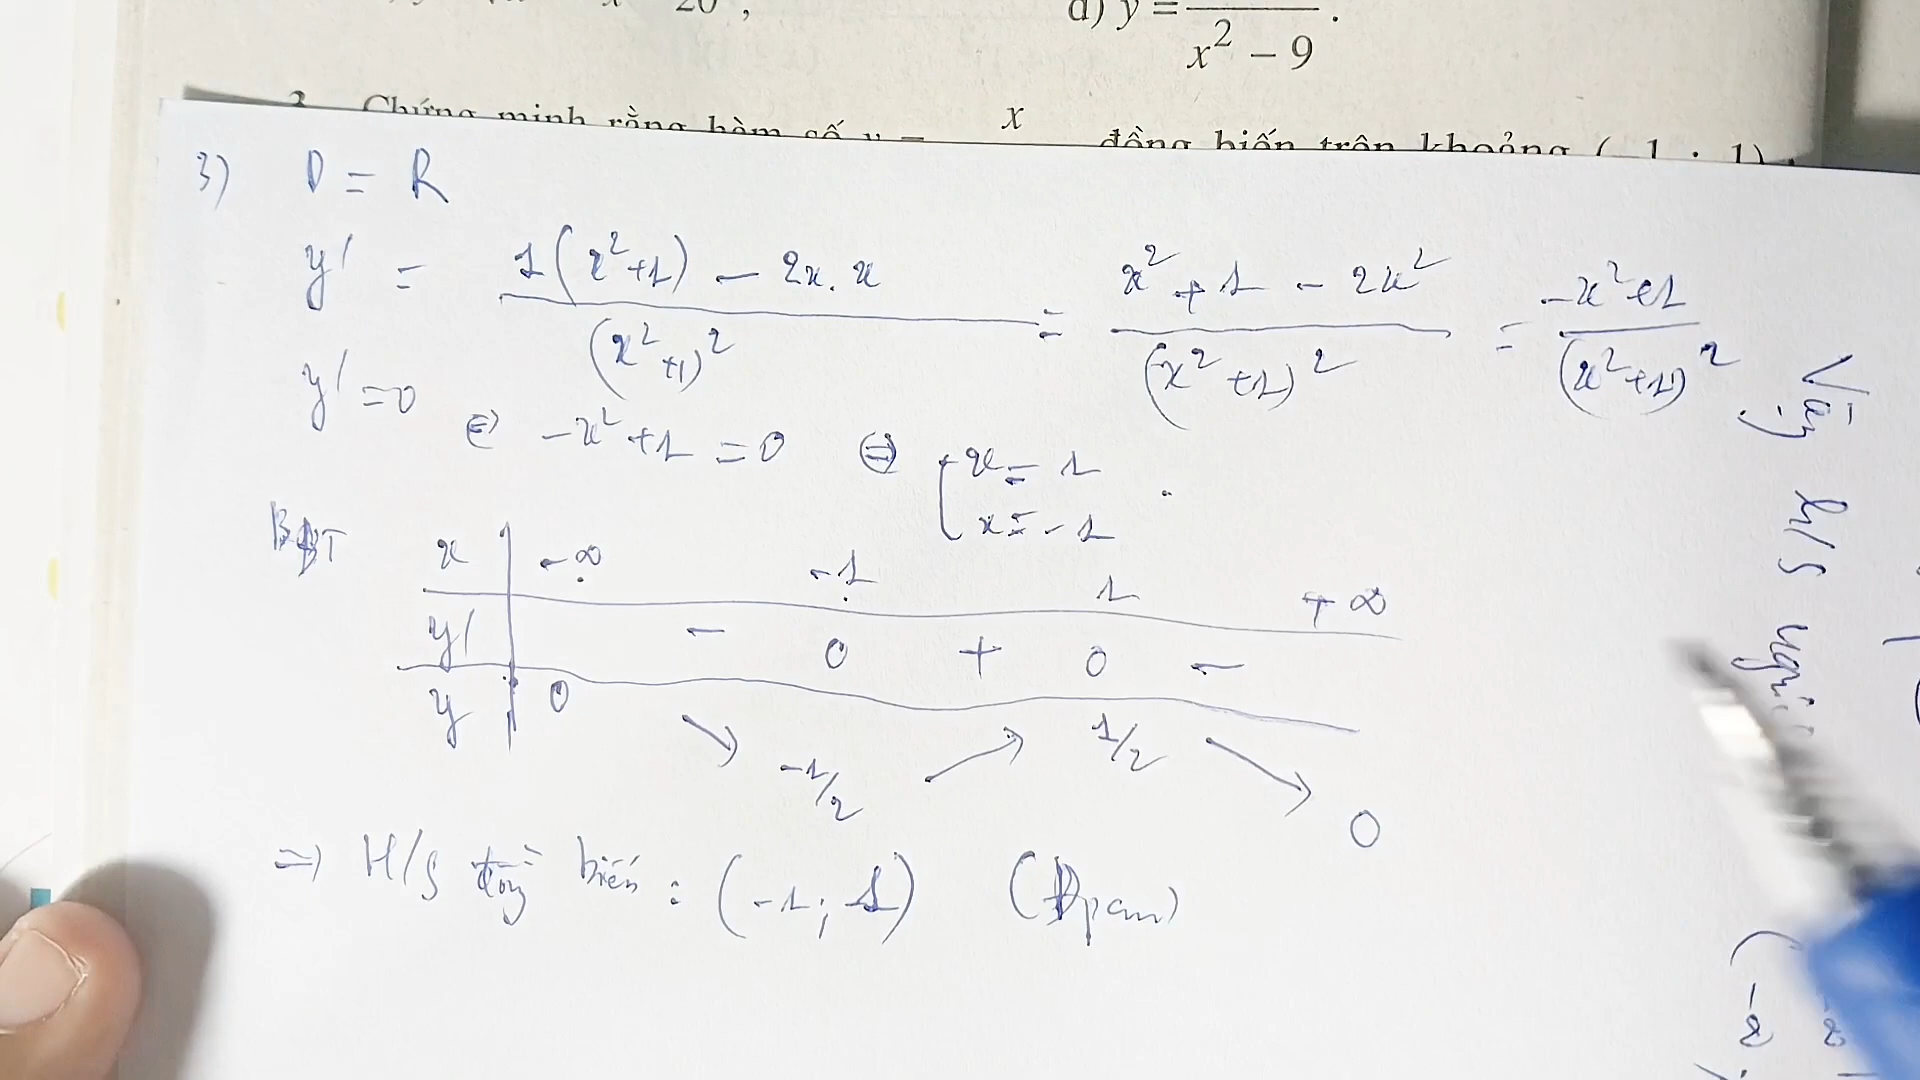 x 20 ,
d) y = ——— .
x² − 9
3. Chứng minh rằng hàm số y = x đồng biến trên khoảng (−1 ; 1)
3) D = R
y' = 1(x²+1) − 2x.x / (x²+1)² = x² + 1 − 2x² / (x² +1)² = −x²+1 / (x²+1)²
y' = 0 ⇔ −x² + 1 = 0 ⇔ [ x = 1
x = −1
BBT
x | −∞ −1 1 +∞
y' | − 0 + 0 −
y | 0 ↘ −1/2 ↗ 1/2 ↘ 0
⇒ H/s đồng biến : (−1; 1) (Đpcm)
Vậy h/s